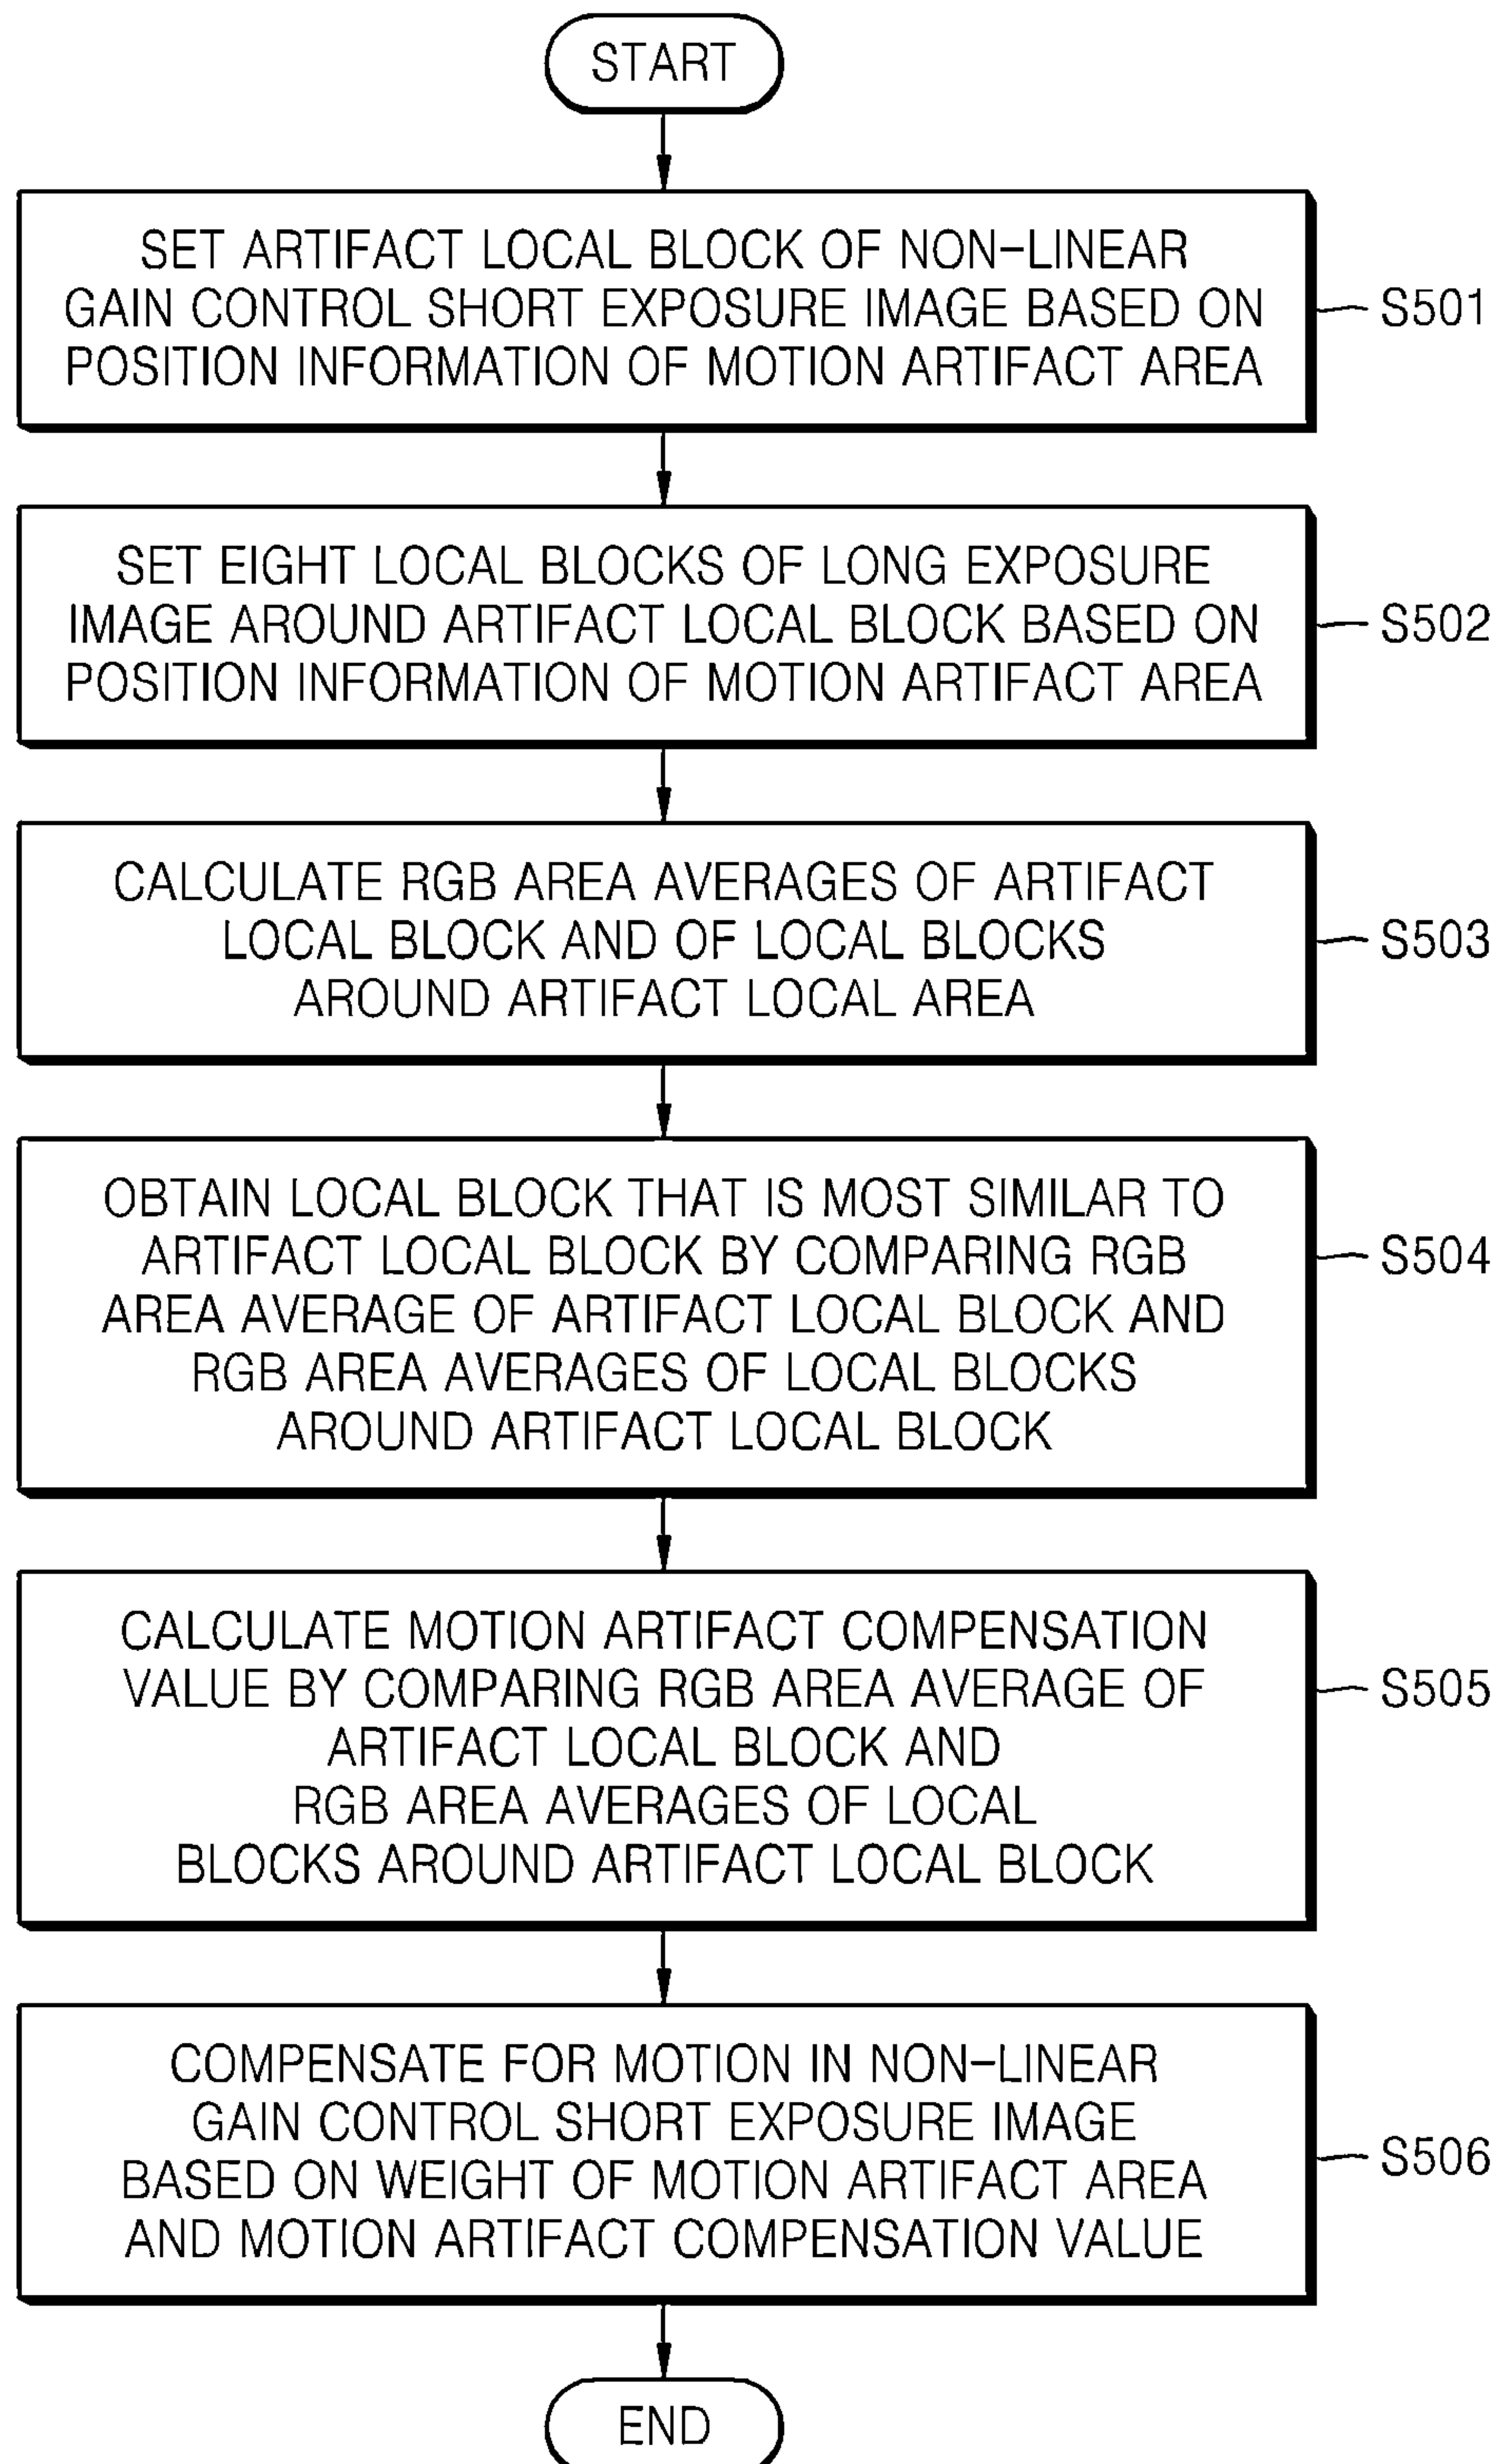 START
SET ARTIFACT LOCAL BLOCK OF NON-LINEAR
GAIN CONTROL SHORT EXPOSURE IMAGE BASED ON
POSITION INFORMATION OF MOTION ARTIFACT AREA
S501
SET EIGHT LOCAL BLOCKS OF LONG EXPOSURE
IMAGE AROUND ARTIFACT LOCAL BLOCK BASED ON
POSITION INFORMATION OF MOTION ARTIFACT AREA
S502
CALCULATE RGB AREA AVERAGES OF ARTIFACT
LOCAL BLOCK AND OF LOCAL BLOCKS
AROUND ARTIFACT LOCAL AREA
S503
OBTAIN LOCAL BLOCK THAT IS MOST SIMILAR TO
ARTIFACT LOCAL BLOCK BY COMPARING RGB
AREA AVERAGE OF ARTIFACT LOCAL BLOCK AND
RGB AREA AVERAGES OF LOCAL BLOCKS
AROUND ARTIFACT LOCAL BLOCK
S504
CALCULATE MOTION ARTIFACT COMPENSATION
VALUE BY COMPARING RGB AREA AVERAGE OF
ARTIFACT LOCAL BLOCK AND
RGB AREA AVERAGES OF LOCAL
BLOCKS AROUND ARTIFACT LOCAL BLOCK
S505
COMPENSATE FOR MOTION IN NON-LINEAR
GAIN CONTROL SHORT EXPOSURE IMAGE
BASED ON WEIGHT OF MOTION ARTIFACT AREA
AND MOTION ARTIFACT COMPENSATION VALUE
S506
END